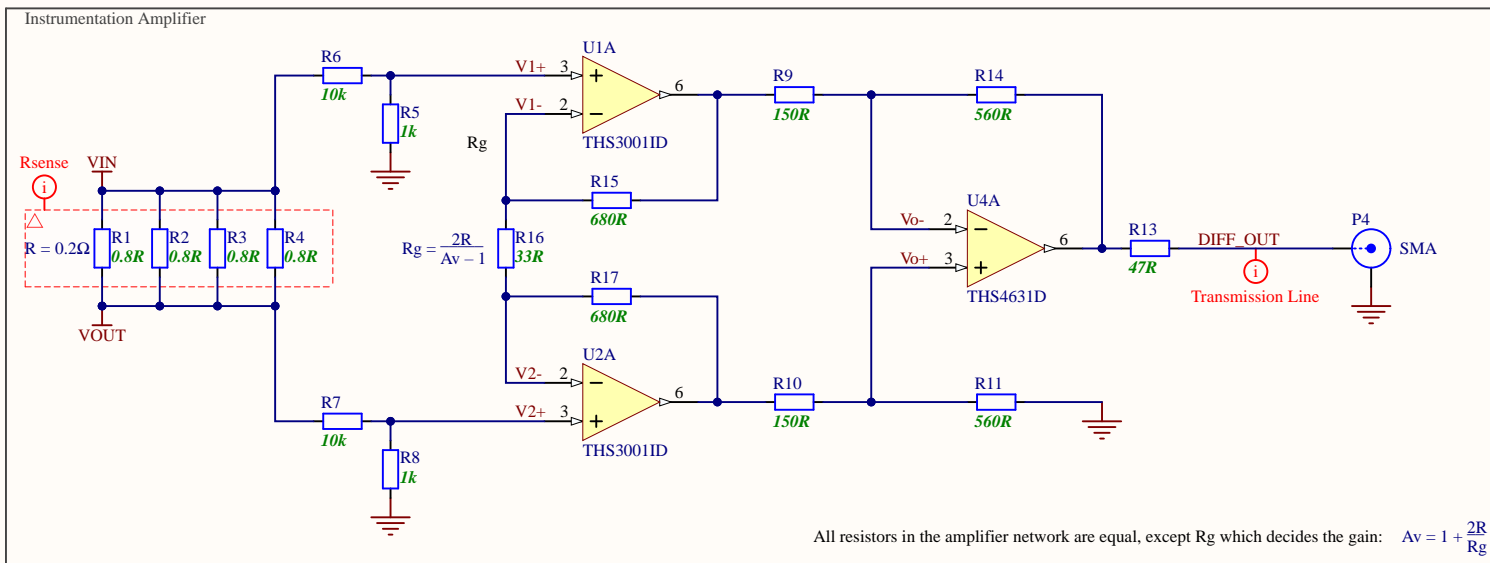 Instrumentation Amplifier
U1A
R6
10k
V1+
3
6
R9
150R
R14
560R
V1-
2
R5
1k
THS3001ID
Rg
Rsense
i
VIN
R15
680R
U4A
P4
Vo-
2
R = 0.2Ω
R1
0.8R
R2
0.8R
R3
0.8R
R4
0.8R
Rg = 2R / Av − 1
R16
33R
6
R13
47R
DIFF_OUT
SMA
Vo+
3
i
R17
680R
THS4631D
Transmission Line
VOUT
U2A
V2-
2
6
R10
150R
R11
560R
R7
10k
V2+
3
R8
1k
THS3001ID
All resistors in the amplifier network are equal, except Rg which decides the gain: Av = 1 + 2R / Rg